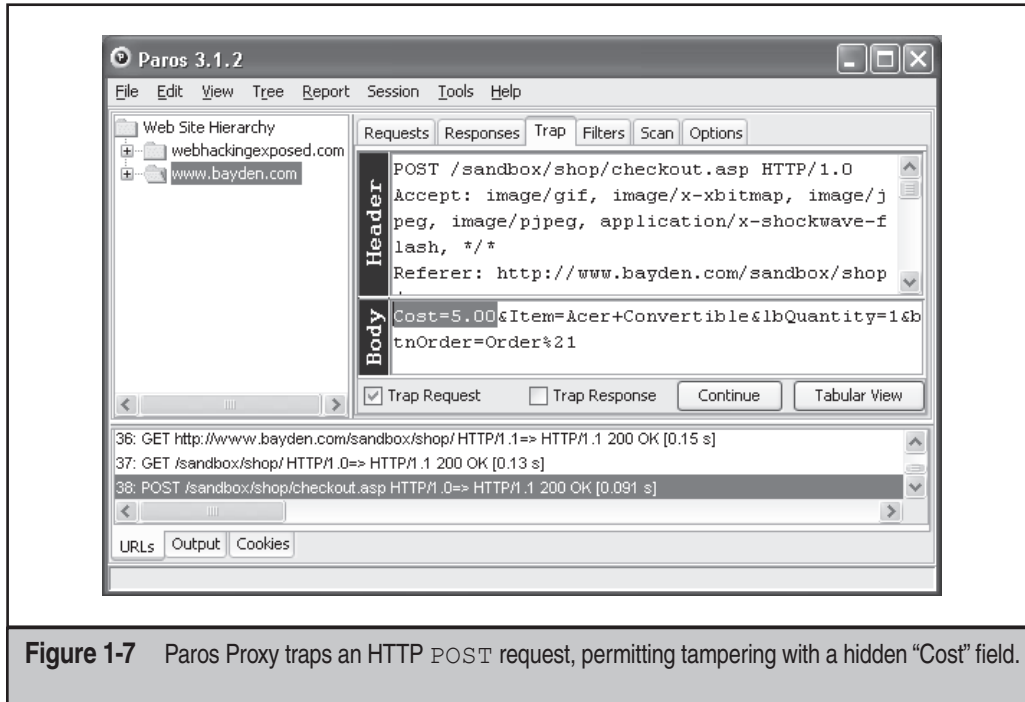 Paros 3.1.2
File Edit View Tree Report Session Tools Help
Web Site Hierarchy
webhackingexposed.com
www.bayden.com
Requests Responses Trap Filters Scan Options
Header
POST /sandbox/shop/checkout.asp HTTP/1.0
Accept: image/gif, image/x-xbitmap, image/j
peg, image/pjpeg, application/x-shockwave-f
lash, */*
Referer: http://www.bayden.com/sandbox/shop
Body
Cost=5.00&Item=Acer+Convertible&lbQuantity=1&b
tnOrder=Order%21
Trap Request Trap Response Continue Tabular View
36: GET http://www.bayden.com/sandbox/shop/ HTTP/1.1=> HTTP/1.1 200 OK [0.15 s]
37: GET /sandbox/shop/ HTTP/1.0=> HTTP/1.1 200 OK [0.13 s]
38: POST /sandbox/shop/checkout.asp HTTP/1.0=> HTTP/1.1 200 OK [0.091 s]
URLs Output Cookies
Figure 1-7 Paros Proxy traps an HTTP POST request, permitting tampering with a hidden “Cost” field.